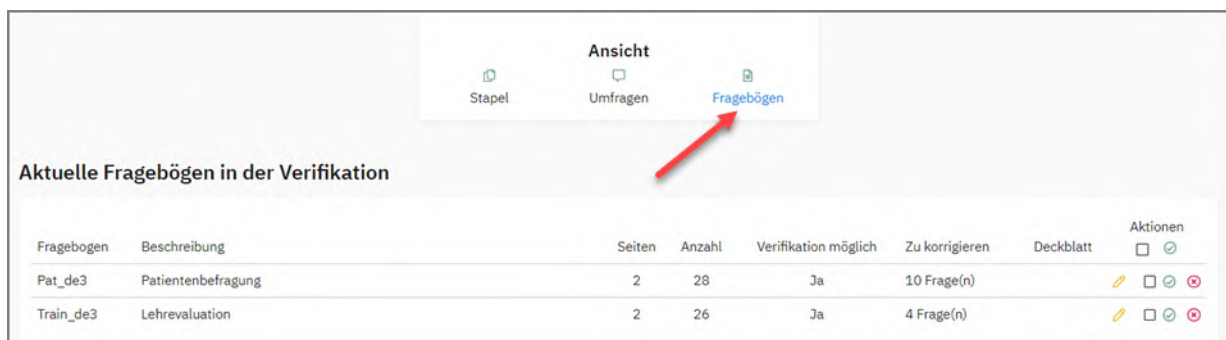 Ansicht
Stapel Umfragen Fragebögen
Aktuelle Fragebögen in der Verifikation
Aktionen
Fragebogen Beschreibung Seiten Anzahl Verifikation möglich Zu korrigieren Deckblatt
Pat_de3 Patientenbefragung 2 28 Ja 10 Frage(n)
Train_de3 Lehrevaluation 2 26 Ja 4 Frage(n)